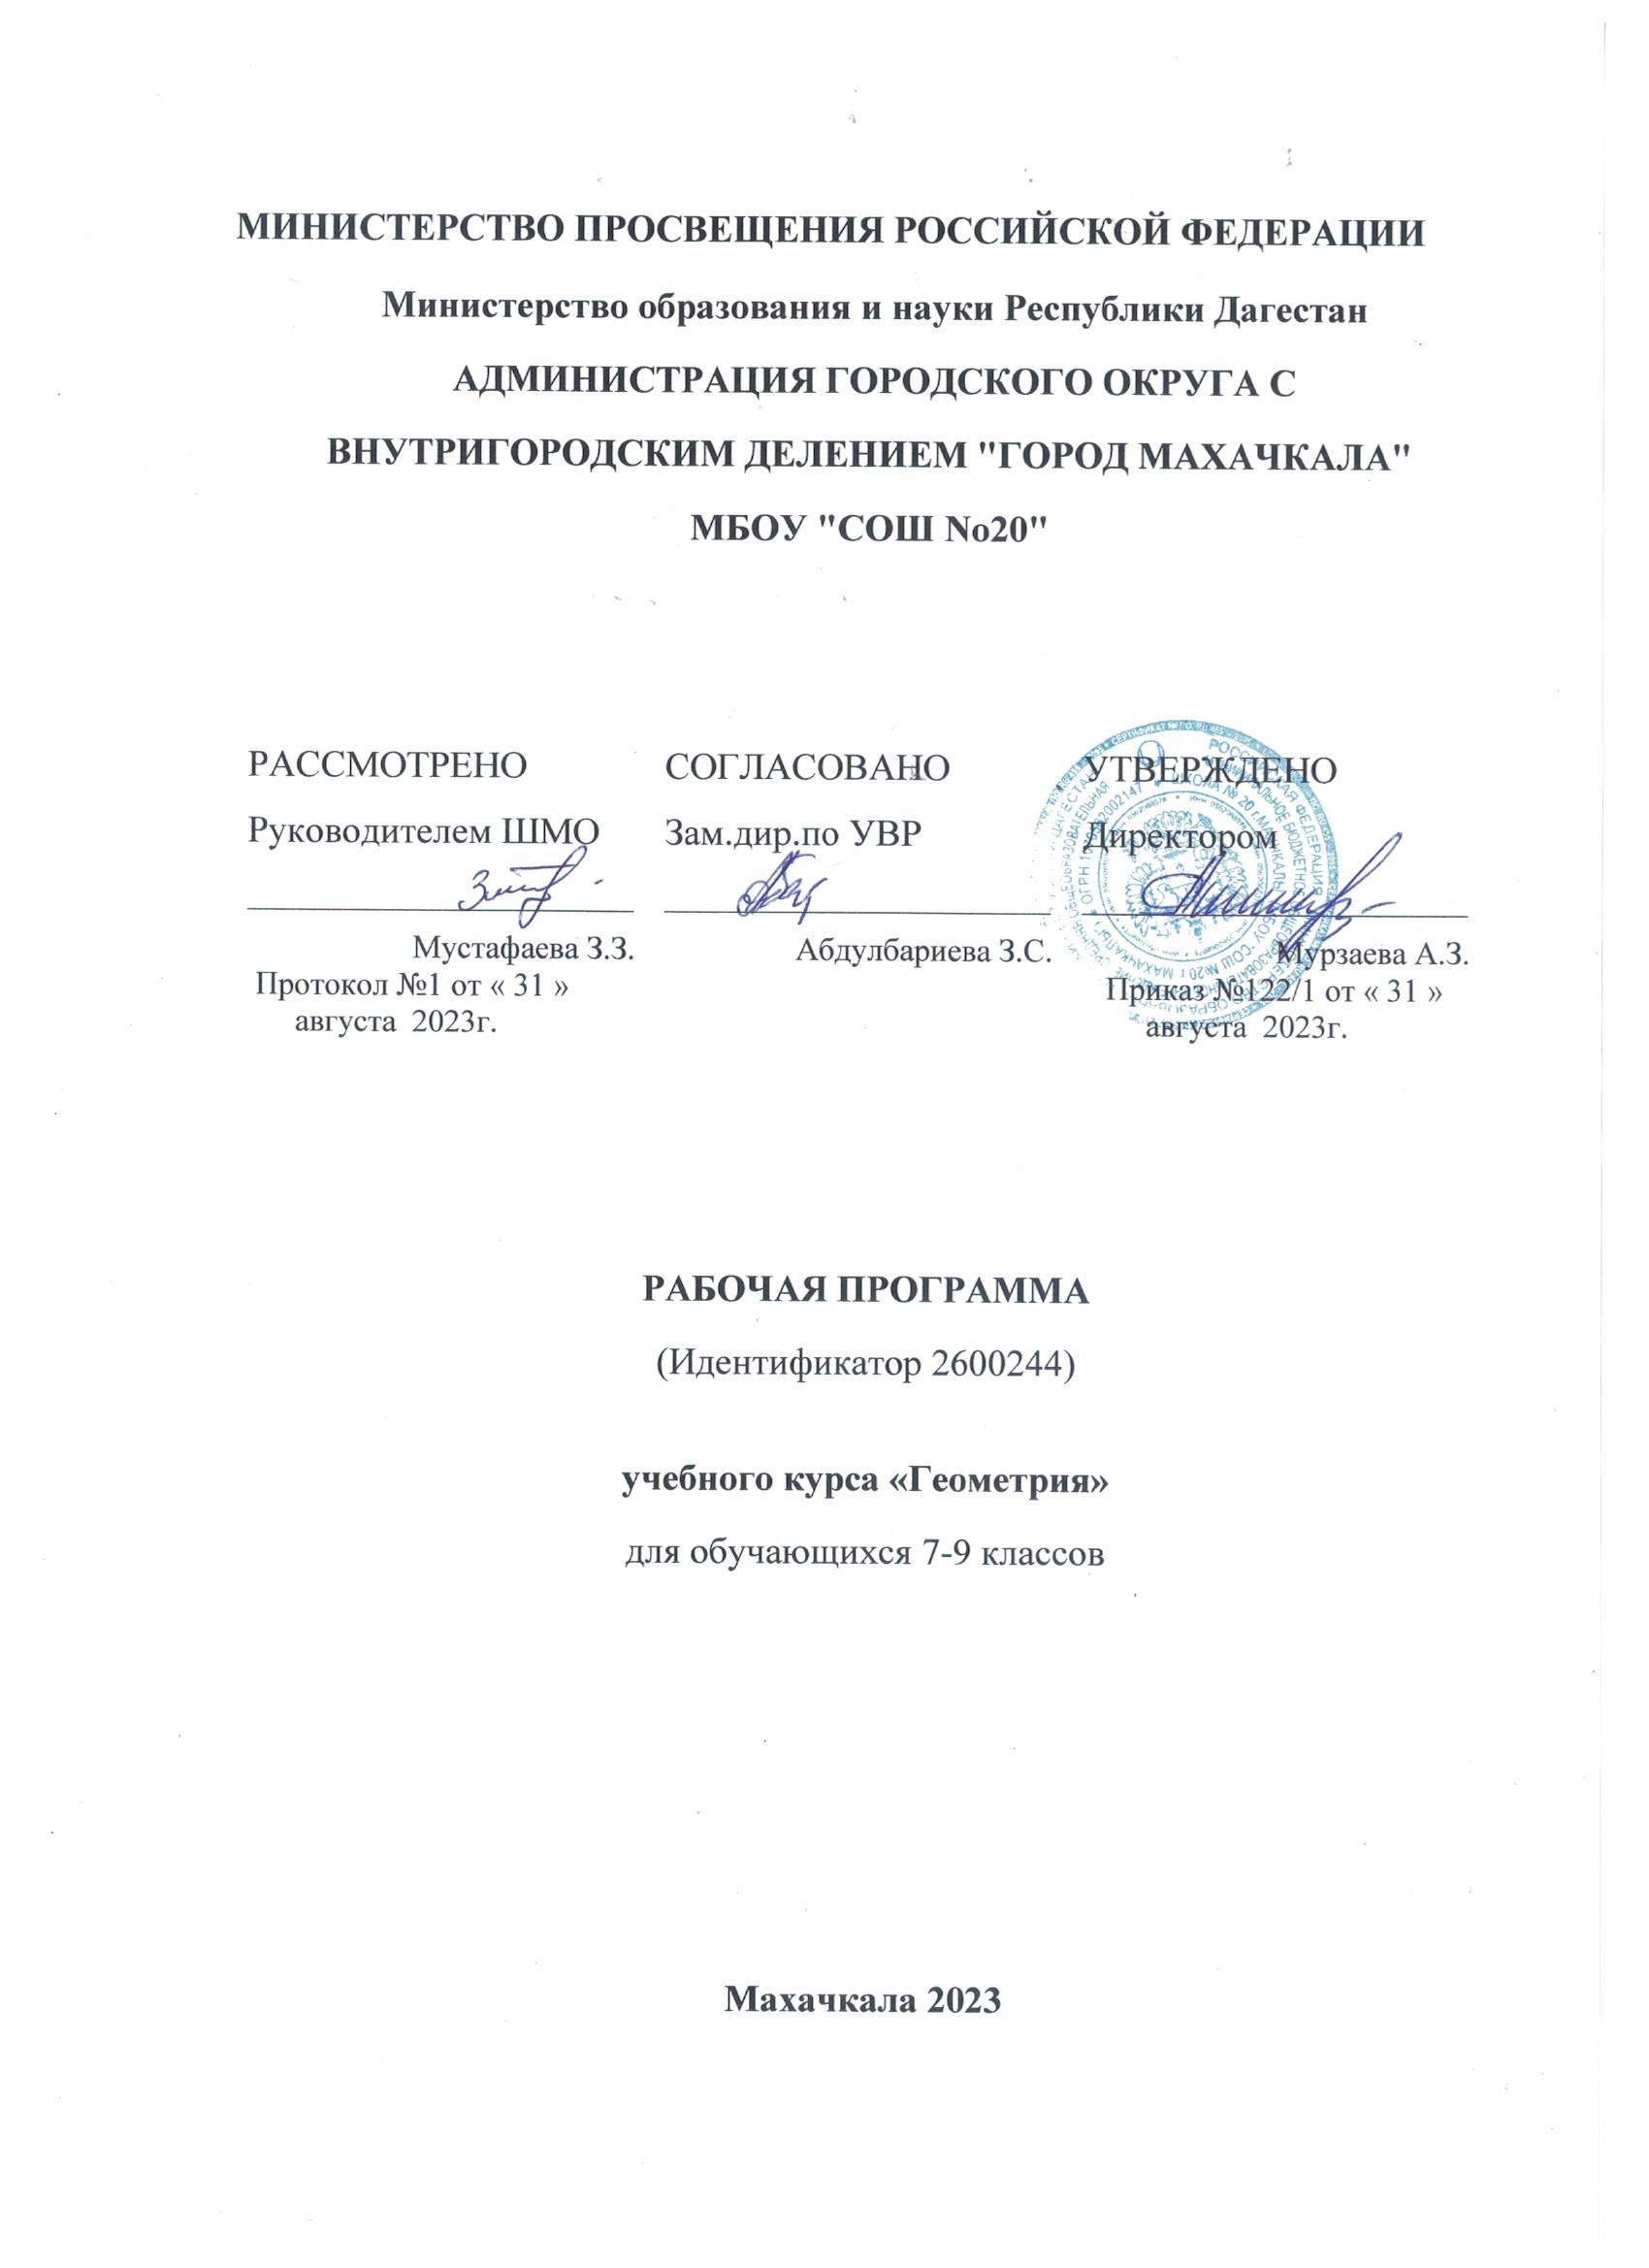 МИНИСТЕРСТВО ПРОСВЕЩЕНИЯ РОССИЙСКОЙ ФЕДЕРАЦИИ
Министерство образования и науки Республики Дагестан
АДМИНИСТРАЦИЯ ГОРОДСКОГО ОКРУГА С
ВНУТРИГОРОДСКИМ ДЕЛЕНИЕМ "ГОРОД МАХАЧКАЛА"
МБОУ "СОШ No20"
РАССМОТРЕНО
Руководителем ШМО
Мустафаева З.З.
Протокол №1 от « 31 »
августа 2023г.
СОГЛАСОВАНО
Зам.дир.по УВР
Абдулбариева З.С.
УТВЕРЖДЕНО
Директором
Мурзаева А.З.
Приказ №122/1 от « 31 »
августа 2023г.
РОССИЙСКАЯ ФЕДЕРАЦИЯ
РАБОЧАЯ ПРОГРАММА
(Идентификатор 2600244)
учебного курса «Геометрия»
для обучающихся 7-9 классов
Махачкала 2023